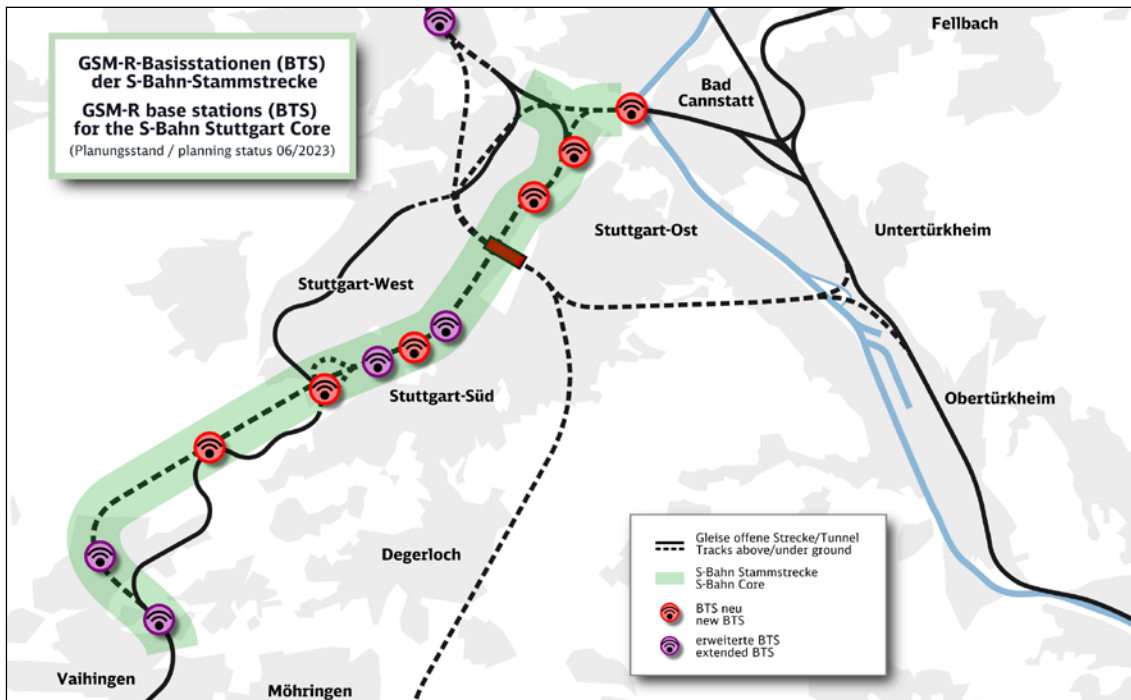 GSM-R-Basisstationen (BTS)
der S-Bahn-Stammstrecke
GSM-R base stations (BTS)
for the S-Bahn Stuttgart Core
(Planungsstand / planning status 06/2023)
Fellbach
Bad
Cannstatt
Stuttgart-Ost
Untertürkheim
Stuttgart-West
Stuttgart-Süd
Obertürkheim
Degerloch
Vaihingen
Möhringen
Gleise offene Strecke/Tunnel
Tracks above/under ground
S-Bahn Stammstrecke
S-Bahn Core
BTS neu
new BTS
erweiterte BTS
extended BTS